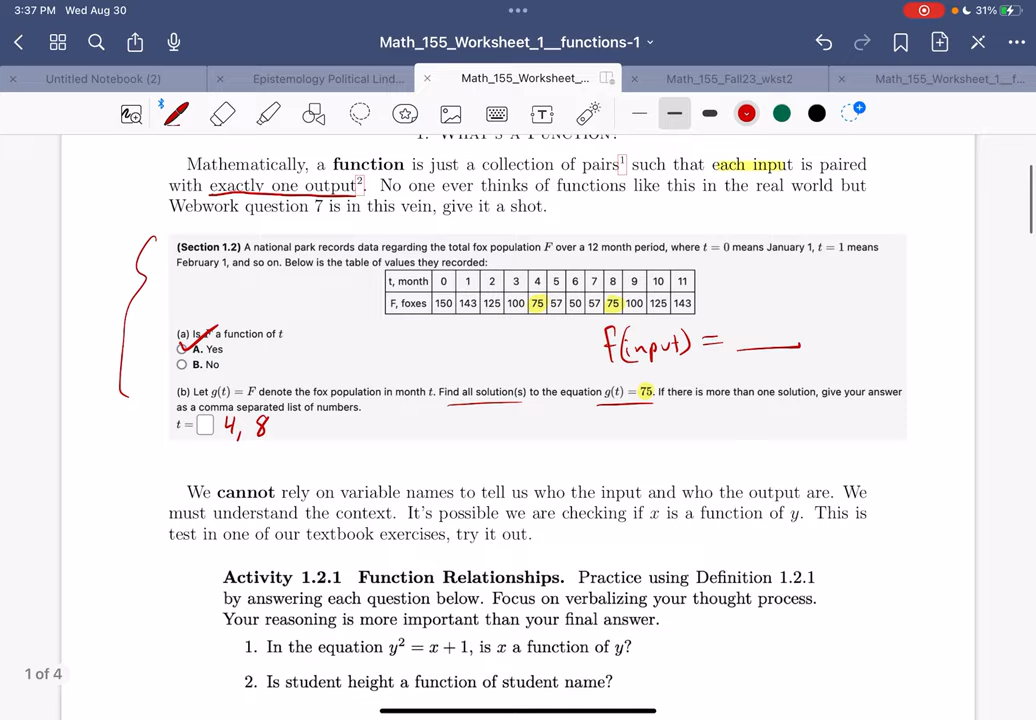 3:37 PM Wed Aug 30
31%
Math_155_Worksheet_1__functions-1
Untitled Notebook (2)
Epistemology Political Lind...
Math_155_Worksheet_...
Math_155_Fall23_wkst2
Math_155_Worksheet_1__f...
1. WHAT'S A FUNCTION?
Mathematically, a function is just a collection of pairs¹ such that each input is paired
with exactly one output². No one ever thinks of functions like this in the real world but
Webwork question 7 is in this vein, give it a shot.
(Section 1.2) A national park records data regarding the total fox population F over a 12 month period, where t = 0 means January 1, t = 1 means
February 1, and so on. Below is the table of values they recorded:
t, month 0 1 2 3 4 5 6 7 8 9 10 11
F, foxes 150 143 125 100 75 57 50 57 75 100 125 143
(a) Is F a function of t
A. Yes
f(input) = ___
B. No
(b) Let g(t) = F denote the fox population in month t. Find all solution(s) to the equation g(t) = 75. If there is more than one solution, give your answer
as a comma separated list of numbers.
t = 4, 8
We cannot rely on variable names to tell us who the input and who the output are. We
must understand the context. It's possible we are checking if x is a function of y. This is
test in one of our textbook exercises, try it out.
Activity 1.2.1 Function Relationships. Practice using Definition 1.2.1
by answering each question below. Focus on verbalizing your thought process.
Your reasoning is more important than your final answer.
1. In the equation y² = x + 1, is x a function of y?
1 of 4
2. Is student height a function of student name?